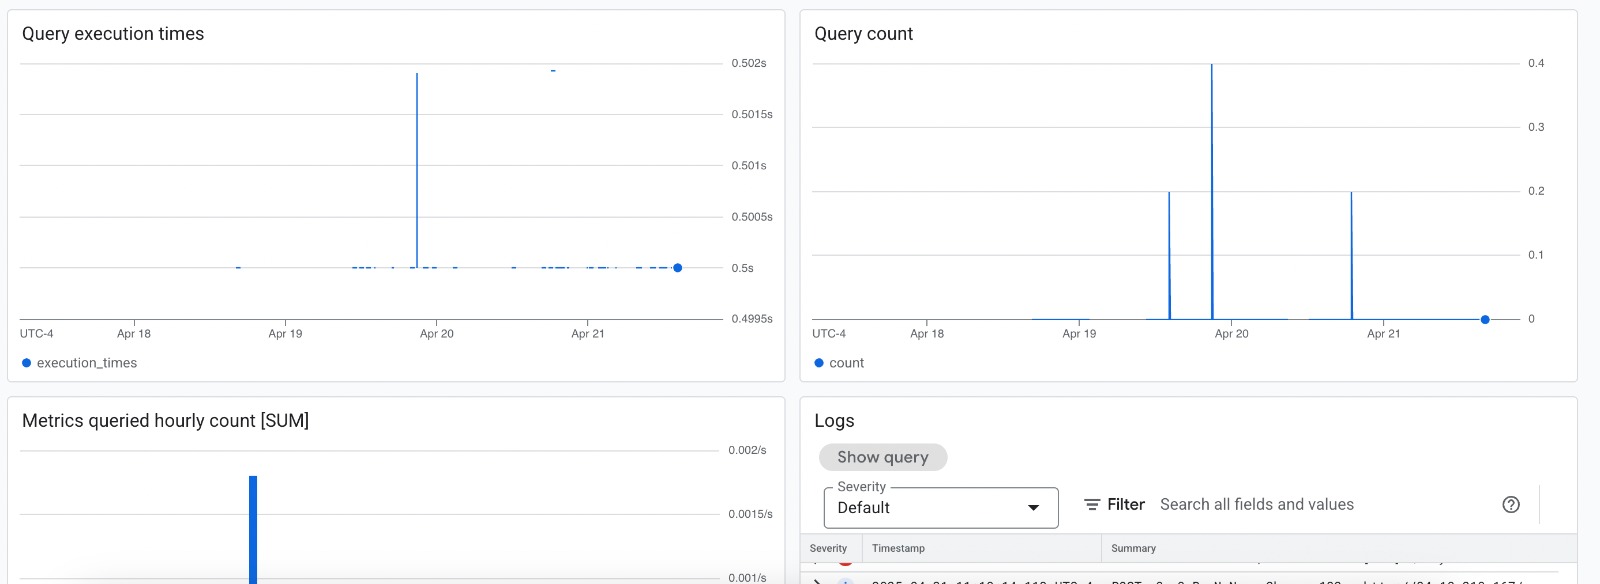 Query execution times
0.502s
0.5015s
0.501s
0.5005s
0.5s
0.4995s
UTC-4 Apr 18 Apr 19 Apr 20 Apr 21
execution_times
Query count
0.4
0.3
0.2
0.1
0
UTC-4 Apr 18 Apr 19 Apr 20 Apr 21
count
Metrics queried hourly count [SUM]
0.002/s
0.0015/s
0.001/s
Logs
Show query
Severity
Default
Filter Search all fields and values
Severity Timestamp Summary